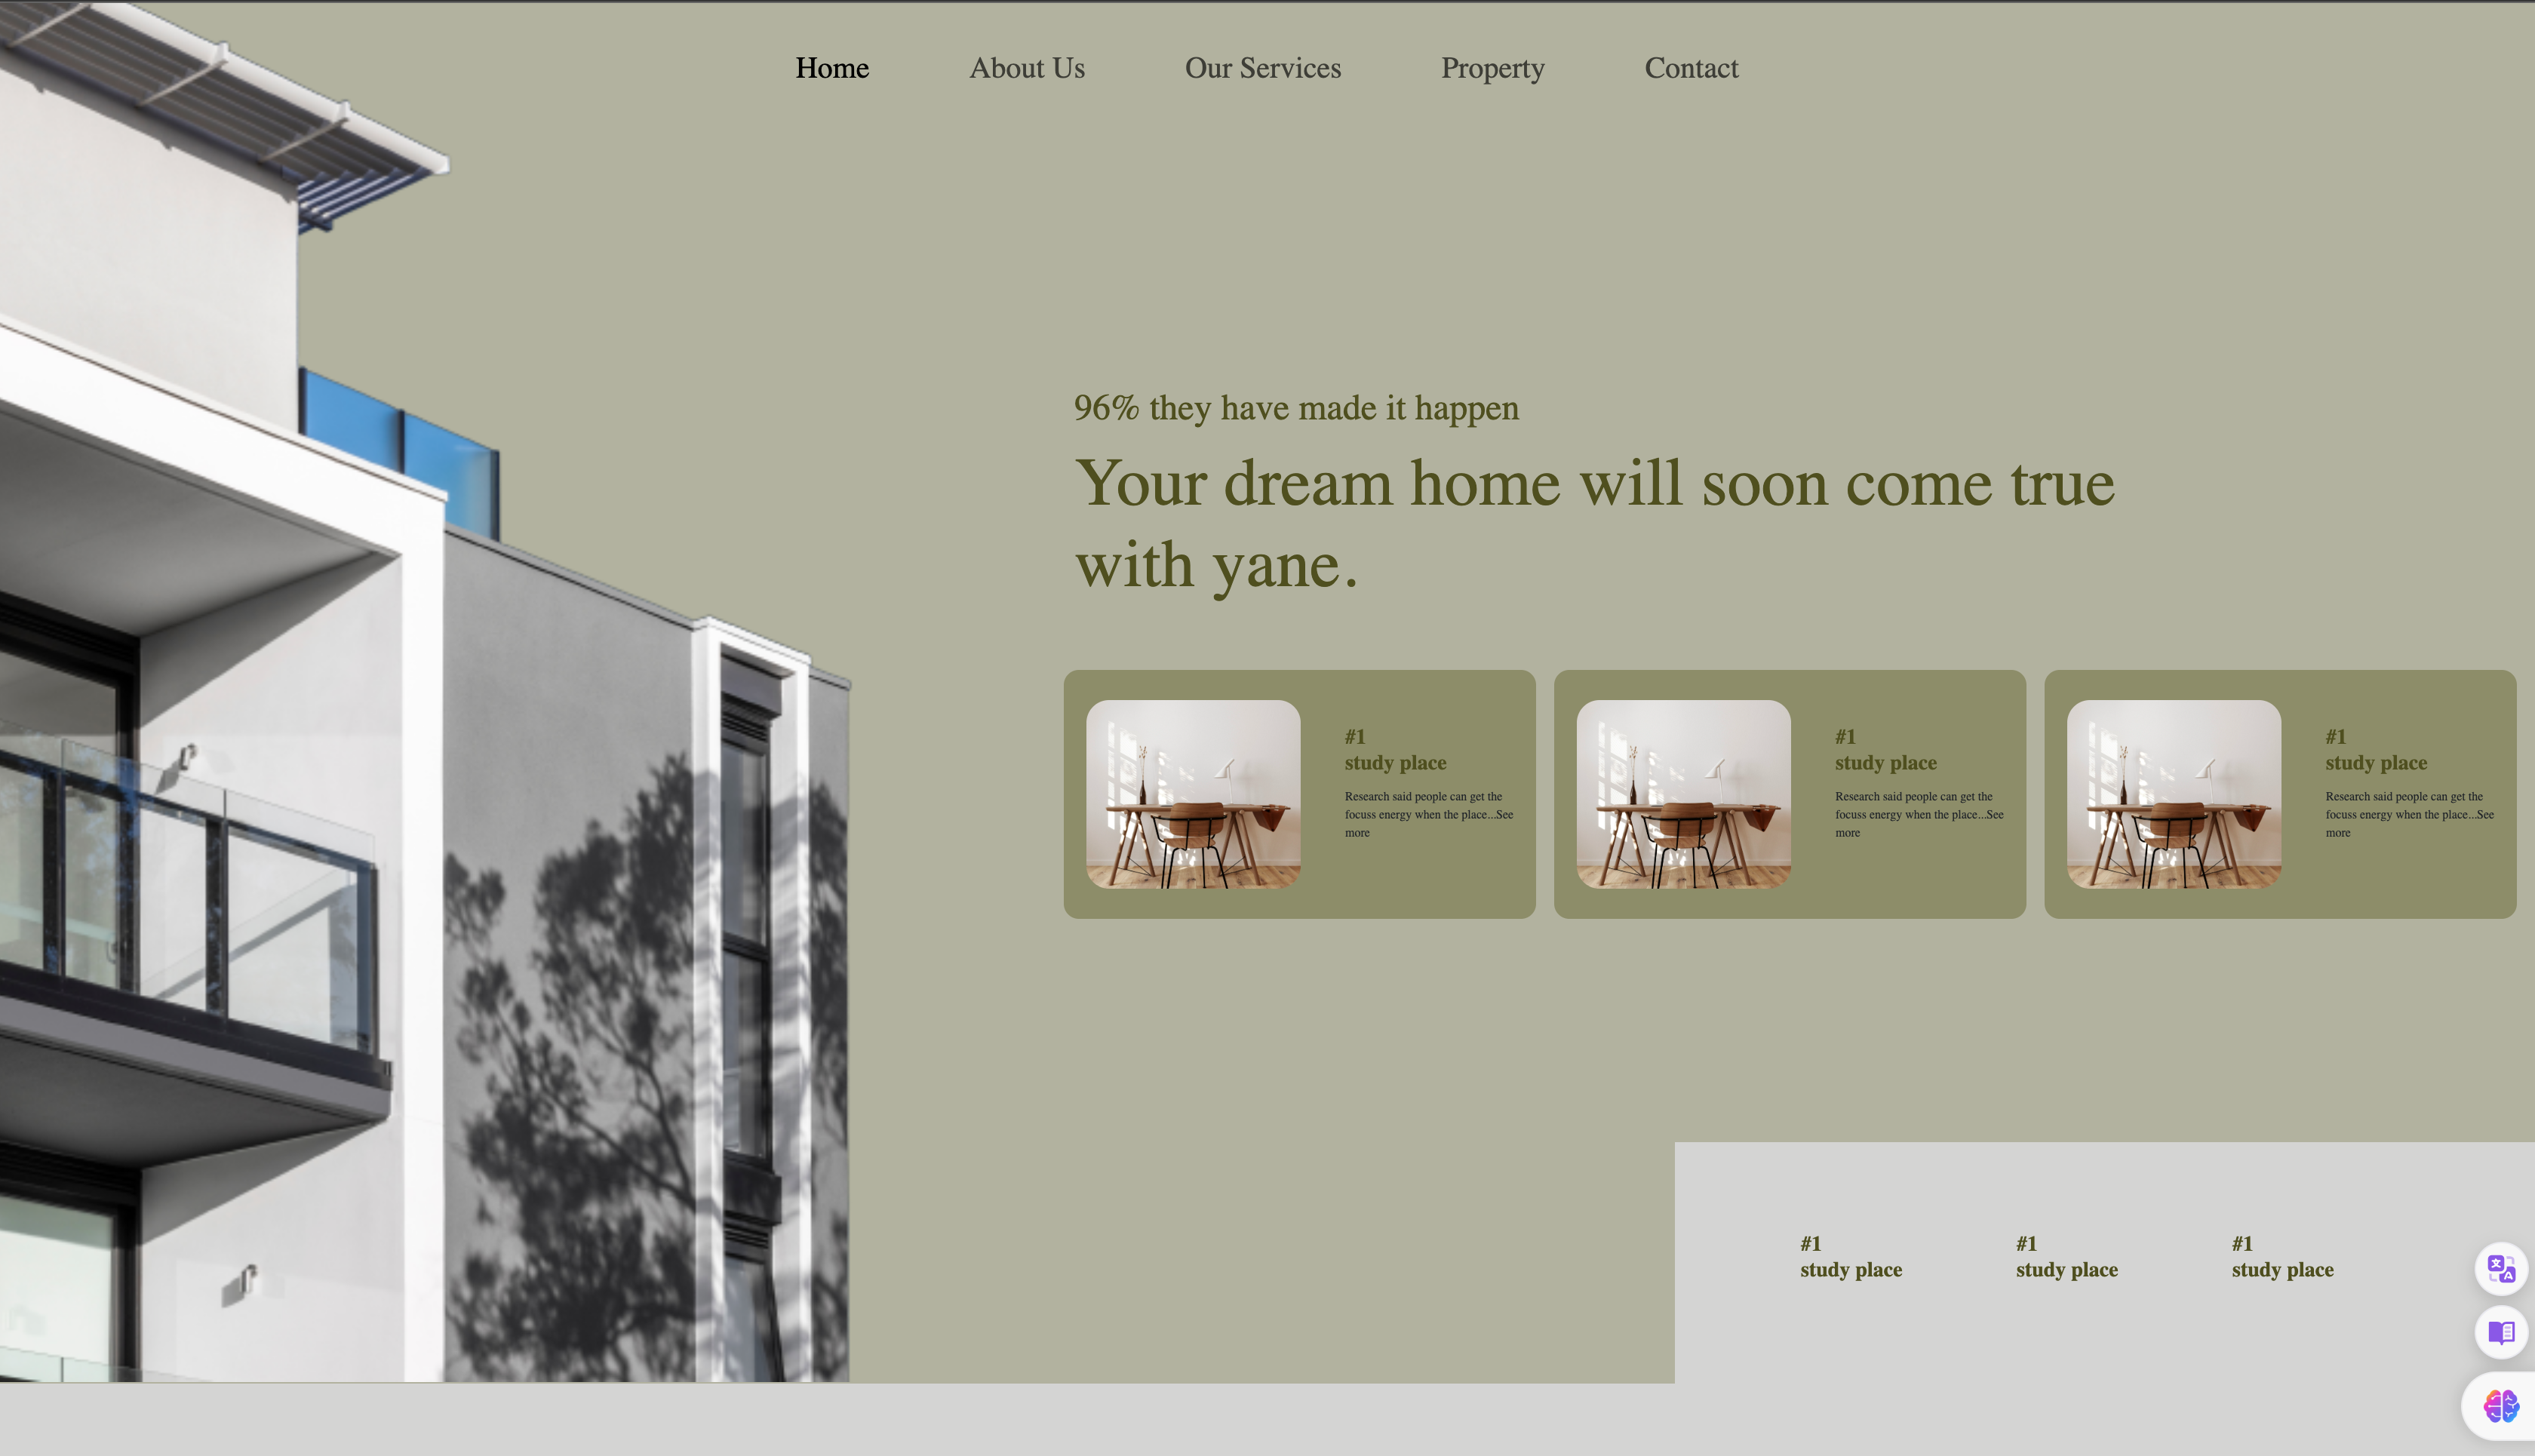 Home About Us Our Services Property Contact
96% they have made it happen
Your dream home will soon come true
with yane.
#1
study place
Research said people can get the
focuss energy when the place...See
more
#1
study place
Research said people can get the
focuss energy when the place...See
more
#1
study place
Research said people can get the
focuss energy when the place...See
more
#1
study place
#1
study place
#1
study place